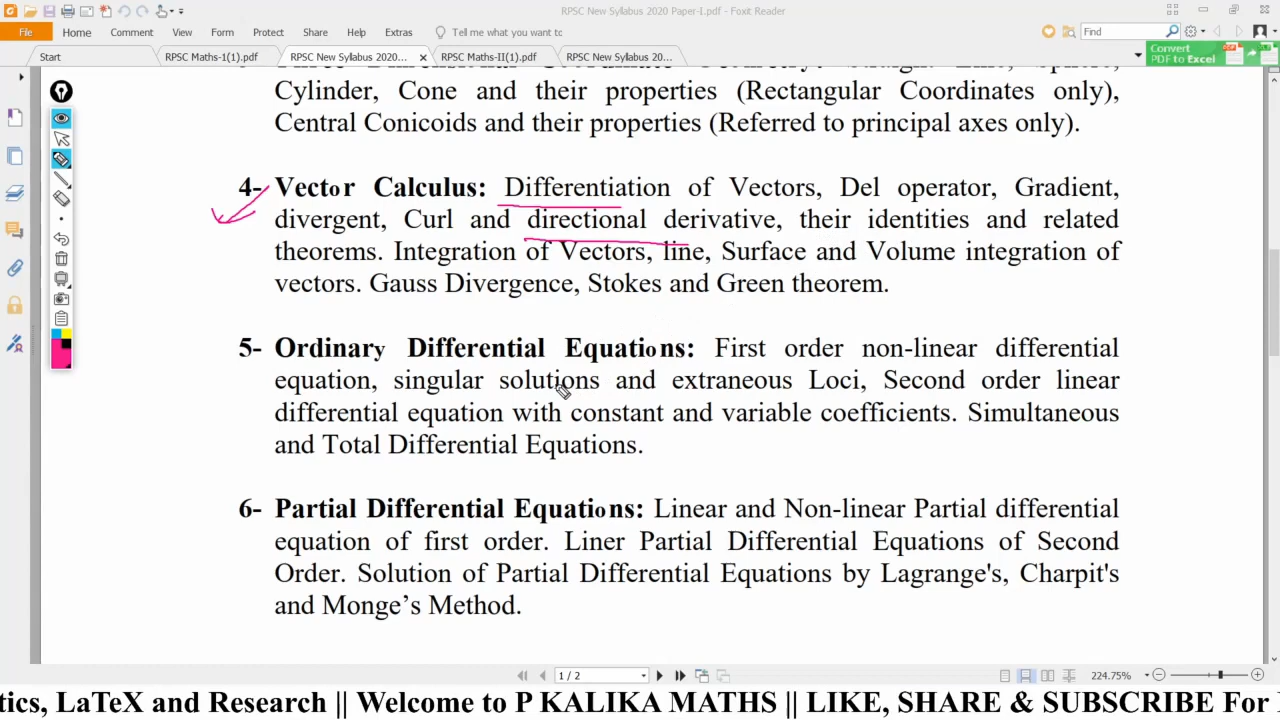 RPSC New Syllabus 2020 Paper-I.pdf - Foxit Reader
File Home Comment View Form Protect Share Help Extras Tell me what you want to Find
Start RPSC Maths-1(1).pdf RPSC New Syllabus 2020... RPSC Maths-II(1).pdf RPSC New Syllabus 20... Convert
PDF to Excel
Cylinder, Cone and their properties (Rectangular Coordinates only),
Central Conicoids and their properties (Referred to principal axes only).
4- Vector Calculus: Differentiation of Vectors, Del operator, Gradient,
divergent, Curl and directional derivative, their identities and related
theorems. Integration of Vectors, line, Surface and Volume integration of
vectors. Gauss Divergence, Stokes and Green theorem.
5- Ordinary Differential Equations: First order non-linear differential
equation, singular solutions and extraneous Loci, Second order linear
differential equation with constant and variable coefficients. Simultaneous
and Total Differential Equations.
6- Partial Differential Equations: Linear and Non-linear Partial differential
equation of first order. Liner Partial Differential Equations of Second
Order. Solution of Partial Differential Equations by Lagrange's, Charpit's
and Monge’s Method.
1 / 2 224.75%
tics, LaTeX and Research || Welcome to P KALIKA MATHS || LIKE, SHARE & SUBSCRIBE For